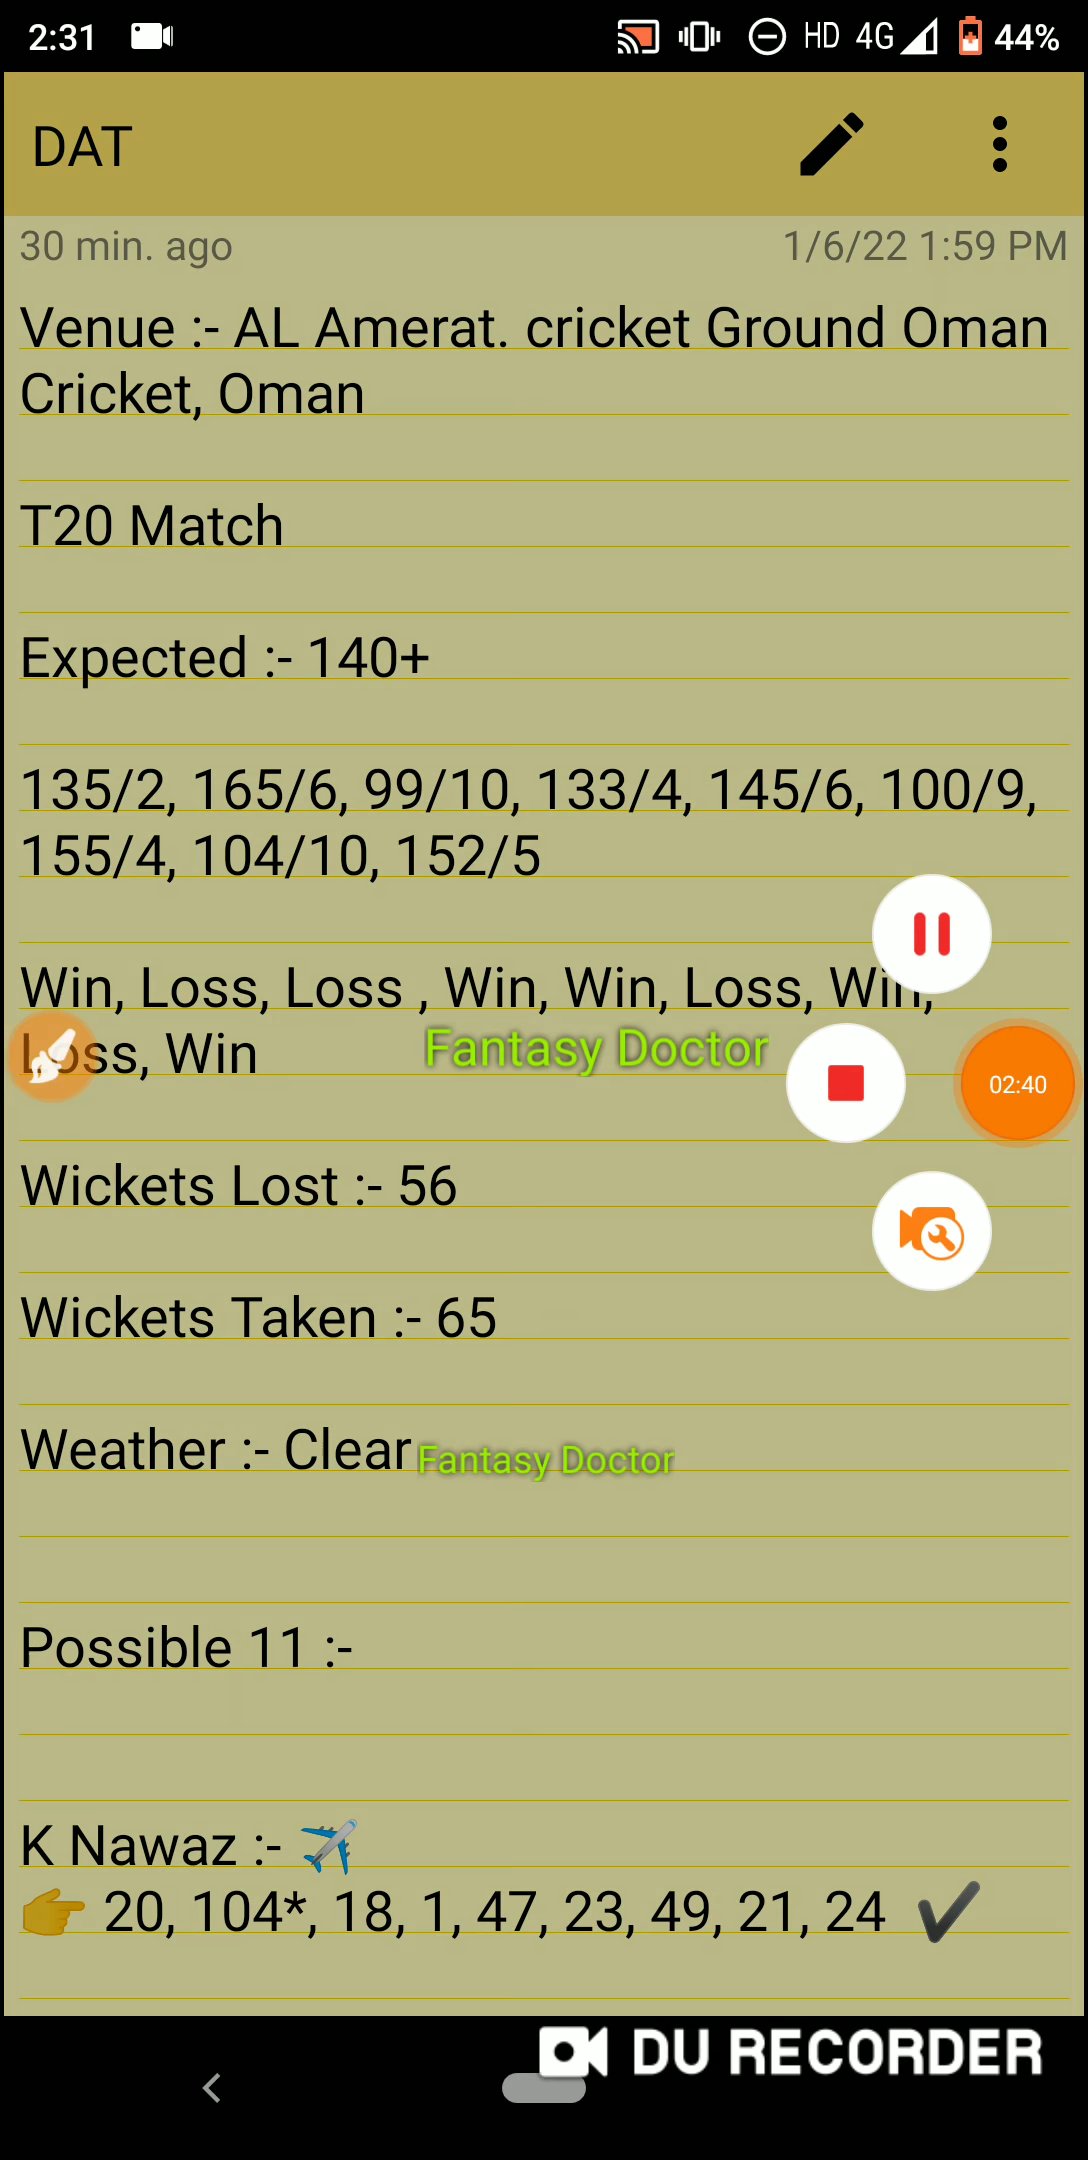 2:31 HD 4G 44%
DAT
30 min. ago 1/6/22 1:59 PM
Venue :- AL Amerat. cricket Ground Oman
Cricket, Oman
T20 Match
Expected :- 140+
135/2, 165/6, 99/10, 133/4, 145/6, 100/9,
155/4, 104/10, 152/5
Win, Loss, Loss , Win, Win, Loss, Win,
Loss, Win
Fantasy Doctor
02:40
Wickets Lost :- 56
Wickets Taken :- 65
Weather :- Clear
Fantasy Doctor
Possible 11 :-
K Nawaz :- ✈️
👉 20, 104*, 18, 1, 47, 23, 49, 21, 24 ✔️
DU RECORDER